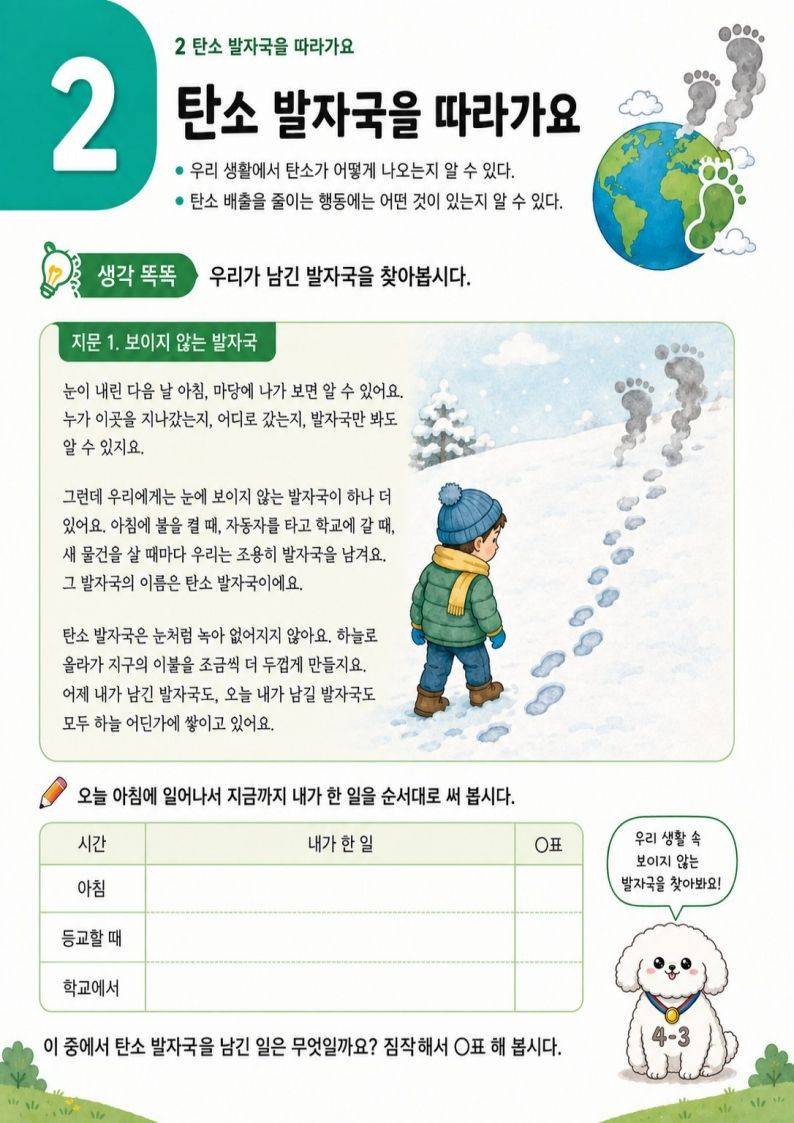 2
2 탄소 발자국을 따라가요
탄소 발자국을 따라가요
• 우리 생활에서 탄소가 어떻게 나오는지 알 수 있다.
• 탄소 배출을 줄이는 행동에는 어떤 것이 있는지 알 수 있다.
생각 똑똑
우리가 남긴 발자국을 찾아봅시다.
지문 1. 보이지 않는 발자국
눈이 내린 다음 날 아침, 마당에 나가 보면 알 수 있어요.
누가 이곳을 지나갔는지, 어디로 갔는지, 발자국만 봐도
알 수 있지요.
그런데 우리에게는 눈에 보이지 않는 발자국이 하나 더
있어요. 아침에 불을 켤 때, 자동자를 타고 학교에 갈 때,
새 물건을 살 때마다 우리는 조용히 발자국을 남겨요.
그 발자국의 이름은 탄소 발자국이에요.
탄소 발자국은 눈처럼 녹아 없어지지 않아요. 하늘로
올라가 지구의 이불을 조금씩 더 두껍게 만들지요.
어제 내가 남긴 발자국도, 오늘 내가 남길 발자국도
모두 하늘 어딘가에 쌓이고 있어요.
오늘 아침에 일어나서 지금까지 내가 한 일을 순서대로 써 봅시다.
시간 내가 한 일 ○표
아침
등교할 때
학교에서
우리 생활 속
보이지 않는
발자국을 찾아봐요!
4-3
이 중에서 탄소 발자국을 남긴 일은 무엇일까요? 짐작해서 ○표 해 봅시다.